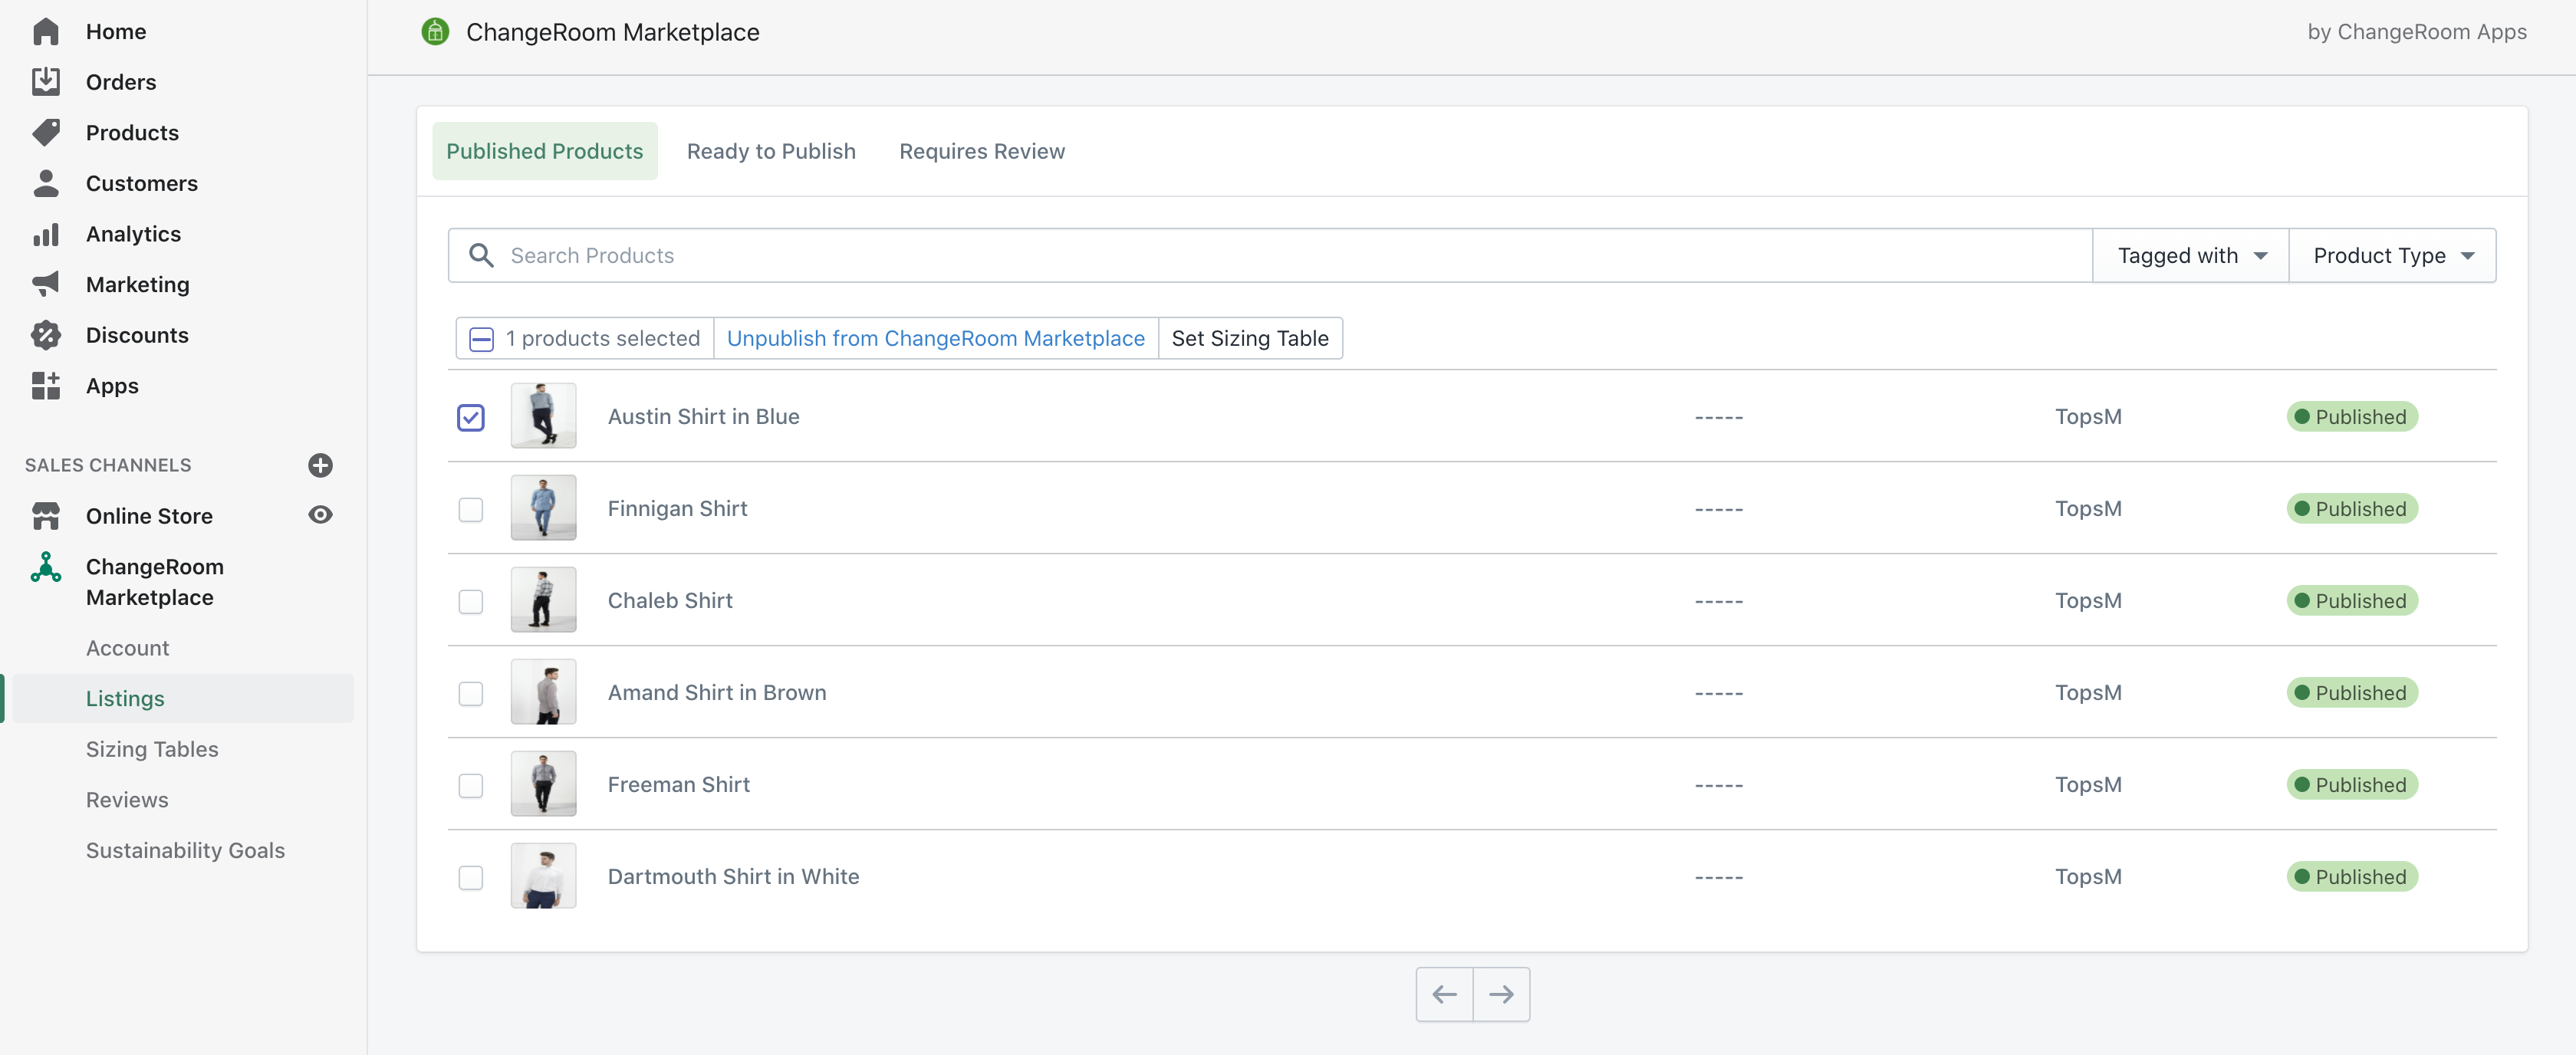 Home
Orders
Products
Customers
Analytics
Marketing
Discounts
Apps
SALES CHANNELS
Online Store
ChangeRoom
Marketplace
Account
Listings
Sizing Tables
Reviews
Sustainability Goals
ChangeRoom Marketplace
by ChangeRoom Apps
Published Products
Ready to Publish
Requires Review
Search Products
Tagged with
Product Type
1 products selected
Unpublish from ChangeRoom Marketplace
Set Sizing Table
Austin Shirt in Blue ----- TopsM Published
Finnigan Shirt ----- TopsM Published
Chaleb Shirt ----- TopsM Published
Amand Shirt in Brown ----- TopsM Published
Freeman Shirt ----- TopsM Published
Dartmouth Shirt in White ----- TopsM Published